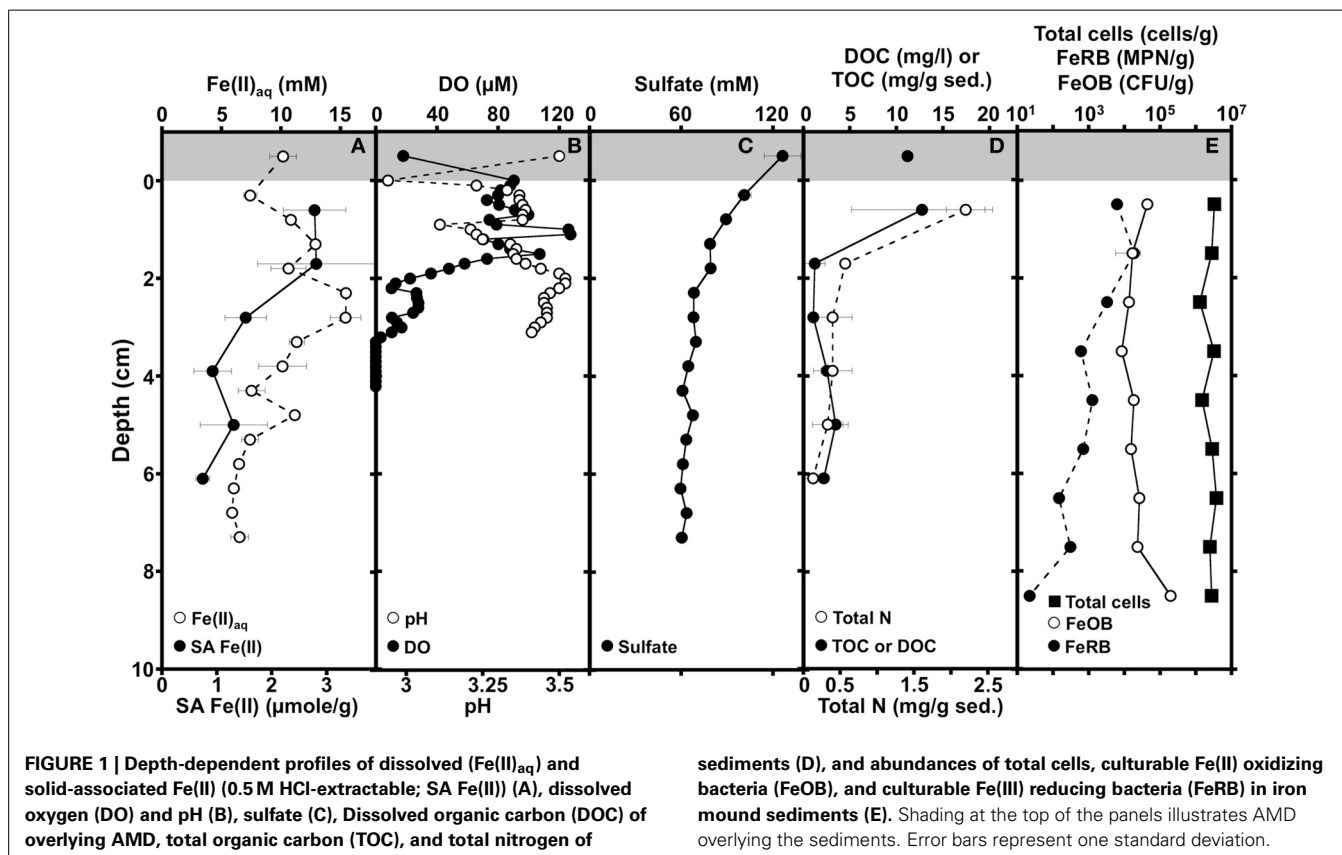 Fe(II)aq (mM)
0 5 10 15
DO (µM)
0 40 80 120
Sulfate (mM)
0 60 120
DOC (mg/l) or
TOC (mg/g sed.)
0 5 10 15 20
Total cells (cells/g)
FeRB (MPN/g)
FeOB (CFU/g)
10¹ 10³ 10⁵ 10⁷
A
B
C
D
E
Depth (cm)
0
2
4
6
8
10
Fe(II)aq
SA Fe(II)
pH
DO
Sulfate
Total N
TOC or DOC
Total cells
FeOB
FeRB
0 1 2 3
SA Fe(II) (µmole/g)
3 3.25 3.5
pH
0 0.5 1.5 2.5
Total N (mg/g sed.)
FIGURE 1 | Depth-dependent profiles of dissolved (Fe(II)aq) and
solid-associated Fe(II) (0.5 M HCl-extractable; SA Fe(II)) (A), dissolved
oxygen (DO) and pH (B), sulfate (C), Dissolved organic carbon (DOC) of
overlying AMD, total organic carbon (TOC), and total nitrogen of
sediments (D), and abundances of total cells, culturable Fe(II) oxidizing
bacteria (FeOB), and culturable Fe(III) reducing bacteria (FeRB) in iron
mound sediments (E). Shading at the top of the panels illustrates AMD
overlying the sediments. Error bars represent one standard deviation.